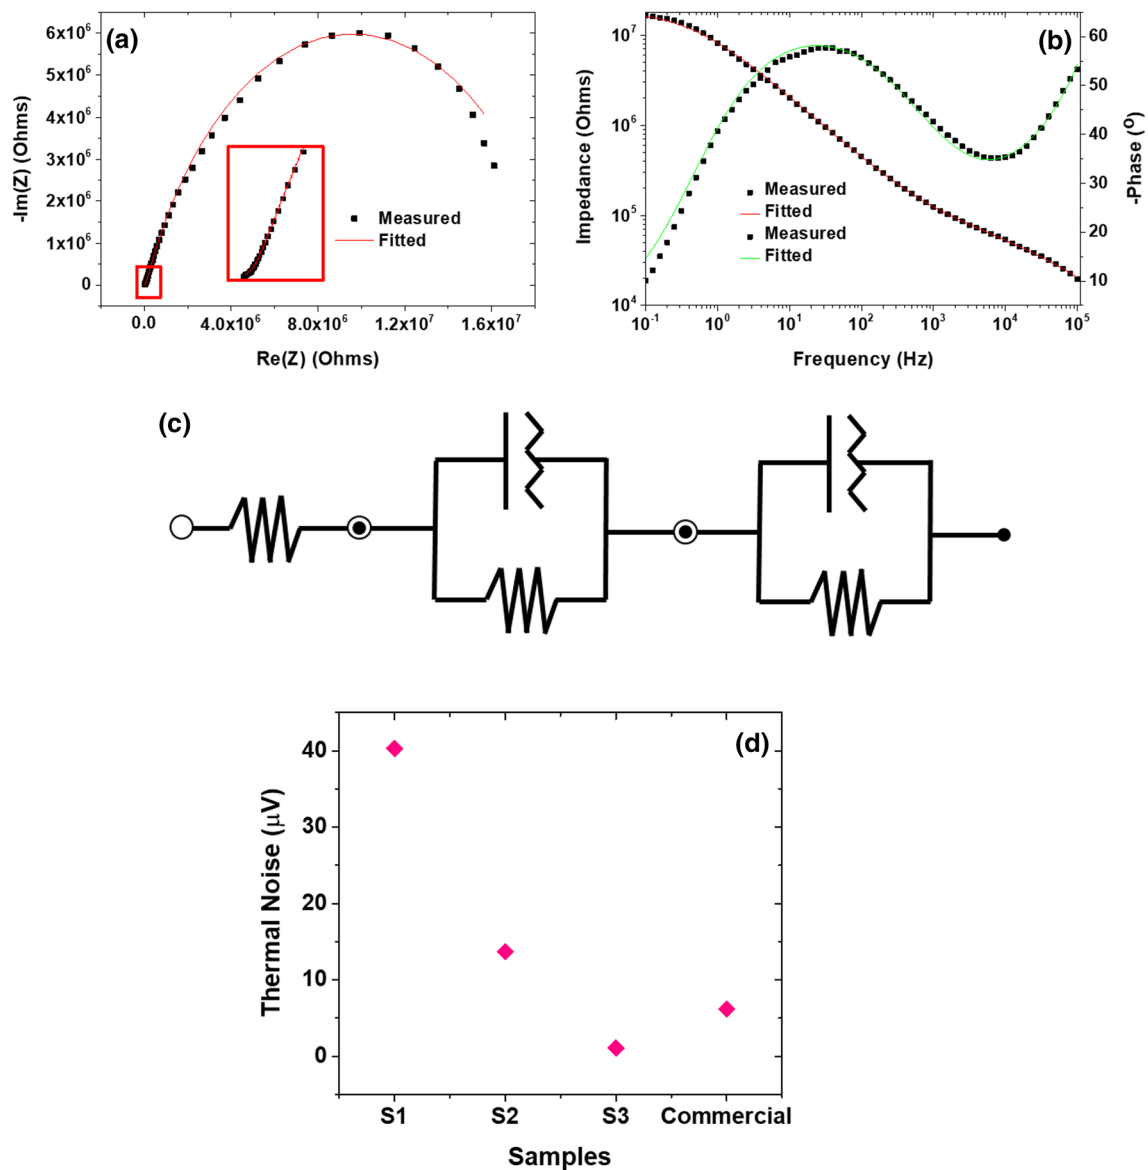 (a)
6x10⁶
5x10⁶
4x10⁶
3x10⁶
2x10⁶
1x10⁶
0
-Im(Z) (Ohms)
Measured
Fitted
0.0
4.0x10⁶
8.0x10⁶
1.2x10⁷
1.6x10⁷
Re(Z) (Ohms)
(b)
10⁷
10⁶
10⁵
10⁴
Impedance (Ohms)
Measured
Fitted
Measured
Fitted
60
50
40
30
20
10
-Phase (º)
10⁻¹
10⁰
10¹
10²
10³
10⁴
10⁵
Frequency (Hz)
(c)
(d)
40
30
20
10
0
Thermal Noise (μV)
S1
S2
S3
Commercial
Samples